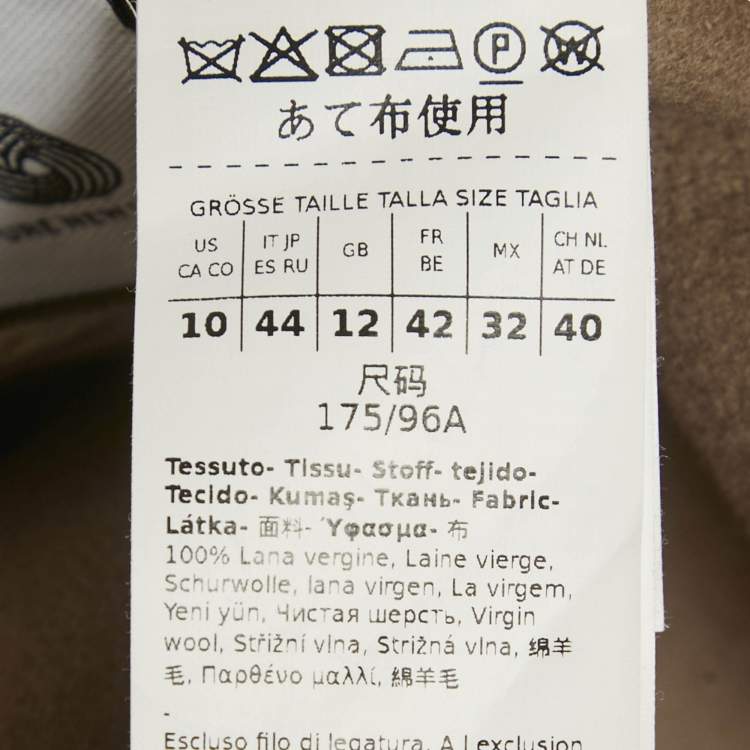 P W
あて布使用
GRÖSSE TAILLE TALLA SIZE TAGLIA
US CA CO | IT JP ES RU | GB | FR BE | MX | CH NL AT DE
10 | 44 | 12 | 42 | 32 | 40
尺码
175/96A
Tessuto- Tissu- Stoff- tejido-
Tecido- Kumaş- Ткань- Fabric-
Látka- 面料- Ύφασμα- 布
100% Lana vergine, Laine vierge,
Schurwolle, lana virgen, La virgem,
Yeni yün, Чистая шерсть, Virgin
wool, Střižní vlna, Strižná vlna, 绵羊
毛, Παρθένο μαλλί, 綿羊毛
-
Escluso filo di legatura, A l exclusion